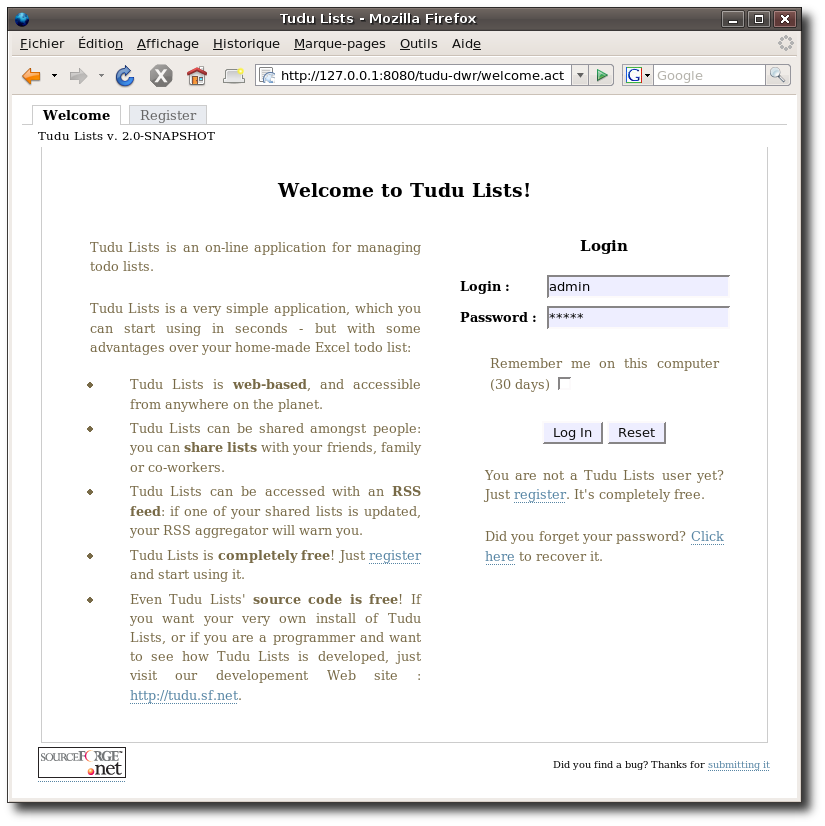 Tudu Lists - Mozilla Firefox
Fichier Édition Affichage Historique Marque-pages Outils Aide
http://127.0.0.1:8080/tudu-dwr/welcome.act
G Google
Welcome Register
Tudu Lists v. 2.0-SNAPSHOT
Welcome to Tudu Lists!
Tudu Lists is an on-line application for managing
todo lists.
Tudu Lists is a very simple application, which you
can start using in seconds - but with some
advantages over your home-made Excel todo list:
Tudu Lists is web-based, and accessible
from anywhere on the planet.
Tudu Lists can be shared amongst people:
you can share lists with your friends, family
or co-workers.
Tudu Lists can be accessed with an RSS
feed: if one of your shared lists is updated,
your RSS aggregator will warn you.
Tudu Lists is completely free! Just register
and start using it.
Even Tudu Lists' source code is free! If
you want your very own install of Tudu
Lists, or if you are a programmer and want
to see how Tudu Lists is developed, just
visit our developement Web site :
http://tudu.sf.net.
Login
Login : admin
Password : *****
Remember me on this computer
(30 days)
Log In Reset
You are not a Tudu Lists user yet?
Just register. It's completely free.
Did you forget your password? Click
here to recover it.
SOURCEFORGE
.net
Did you find a bug? Thanks for submitting it